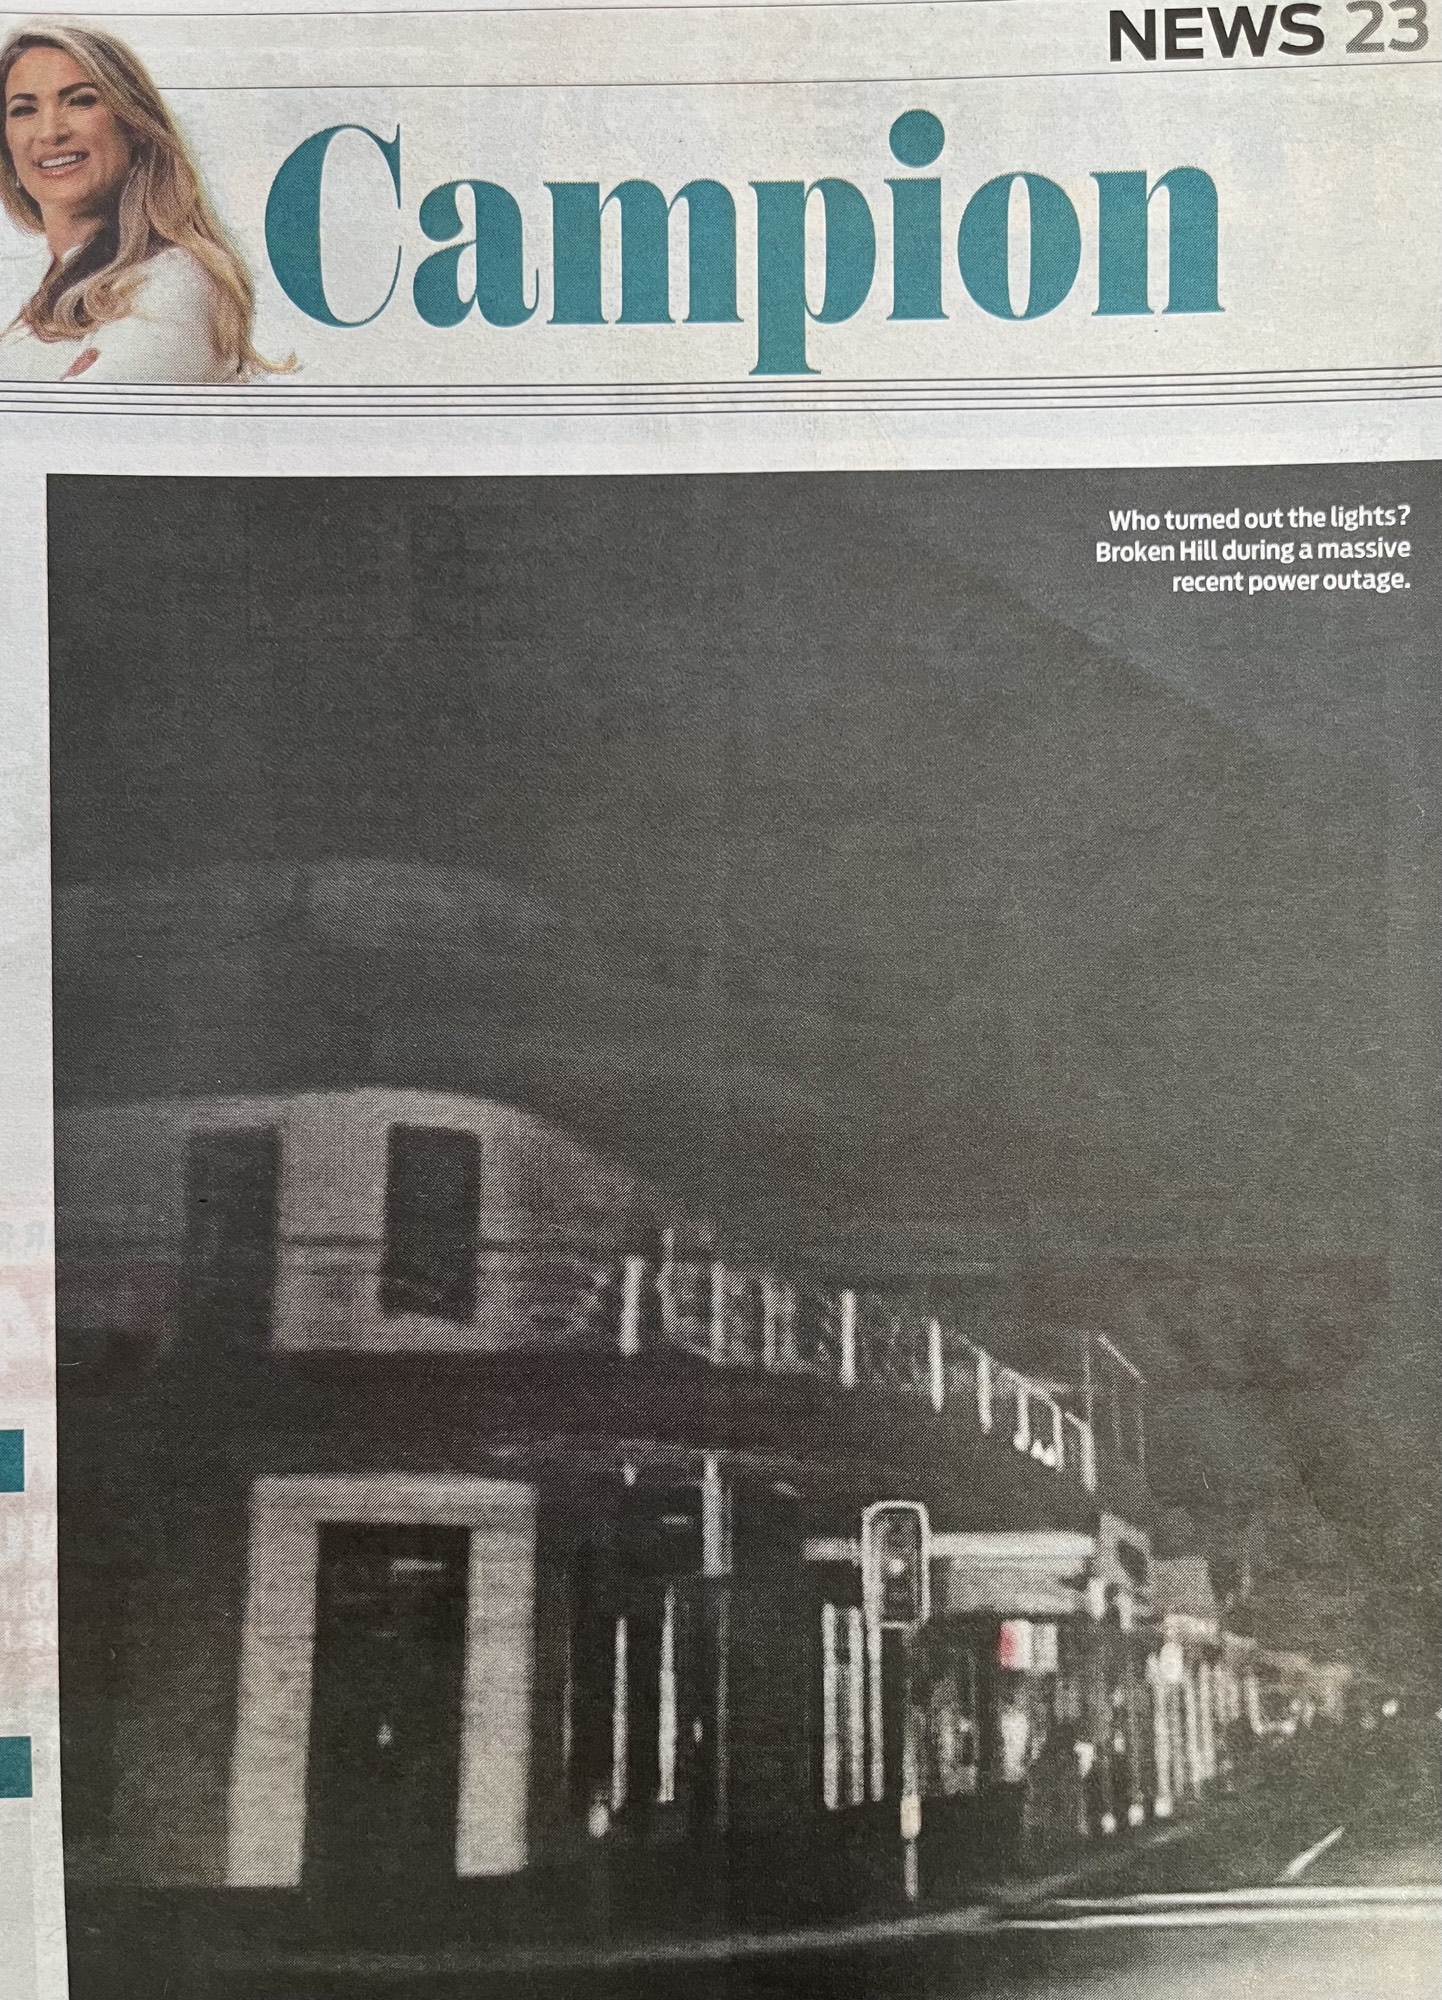 NEWS 23
Campion
Who turned out the lights?
Broken Hill during a massive
recent power outage.